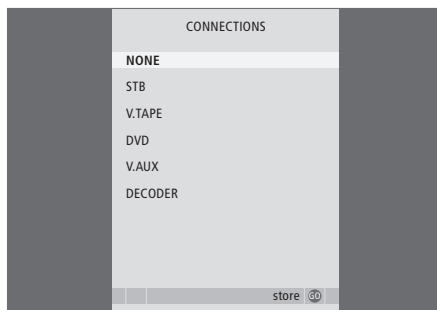 CONNECTIONS
NONE
STB
V.TAPE
DVD
V.AUX
DECODER
store GO